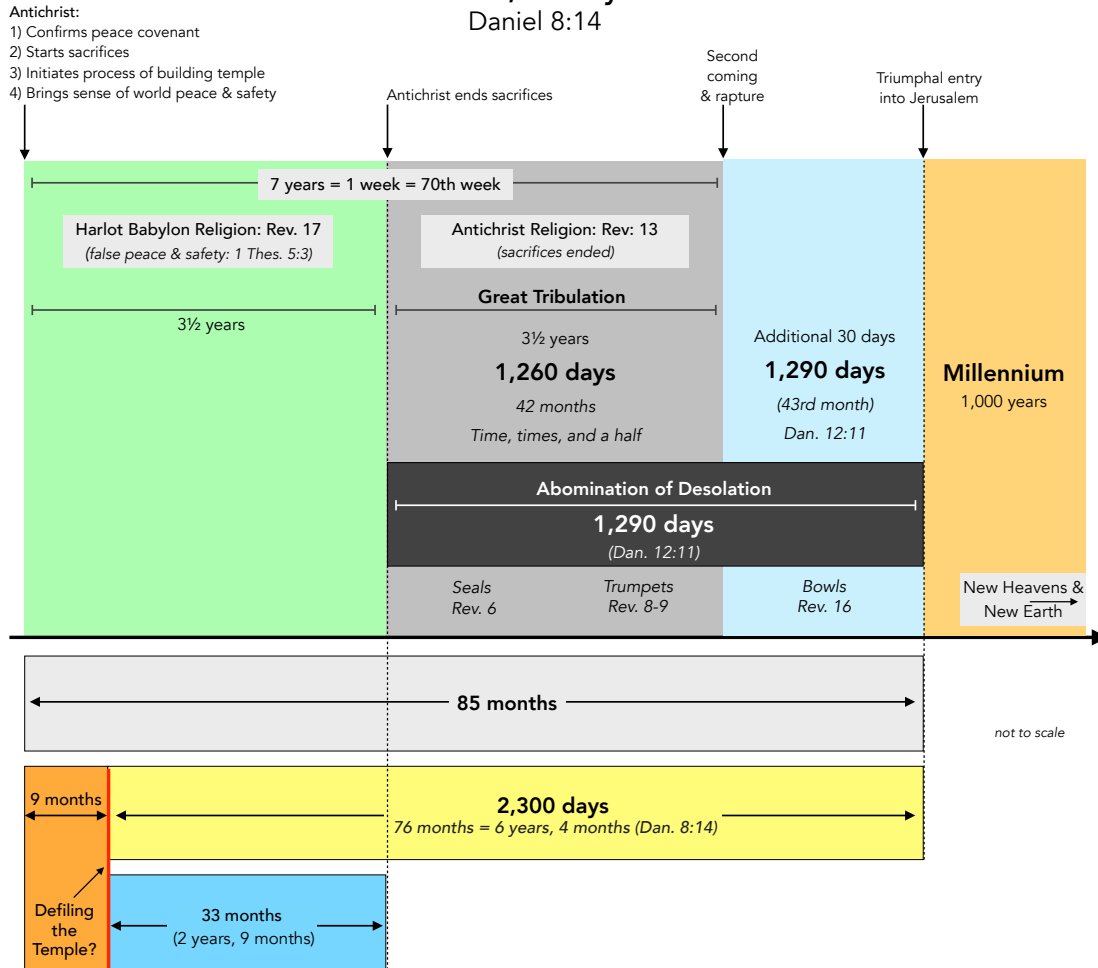 Daniel 8:14
Antichrist:
1) Confirms peace covenant
2) Starts sacrifices
3) Initiates process of building temple
4) Brings sense of world peace & safety
Antichrist ends sacrifices
Second
coming
& rapture
Triumphal entry
into Jerusalem
7 years = 1 week = 70th week
Harlot Babylon Religion: Rev. 17
(false peace & safety: 1 Thes. 5:3)
3½ years
Antichrist Religion: Rev: 13
(sacrifices ended)
Great Tribulation
3½ years
1,260 days
42 months
Time, times, and a half
Additional 30 days
1,290 days
(43rd month)
Dan. 12:11
Millennium
1,000 years
Abomination of Desolation
1,290 days
(Dan. 12:11)
Seals
Rev. 6
Trumpets
Rev. 8-9
Bowls
Rev. 16
New Heavens &
New Earth
85 months
not to scale
9 months
2,300 days
76 months = 6 years, 4 months (Dan. 8:14)
Defiling
the
Temple?
33 months
(2 years, 9 months)